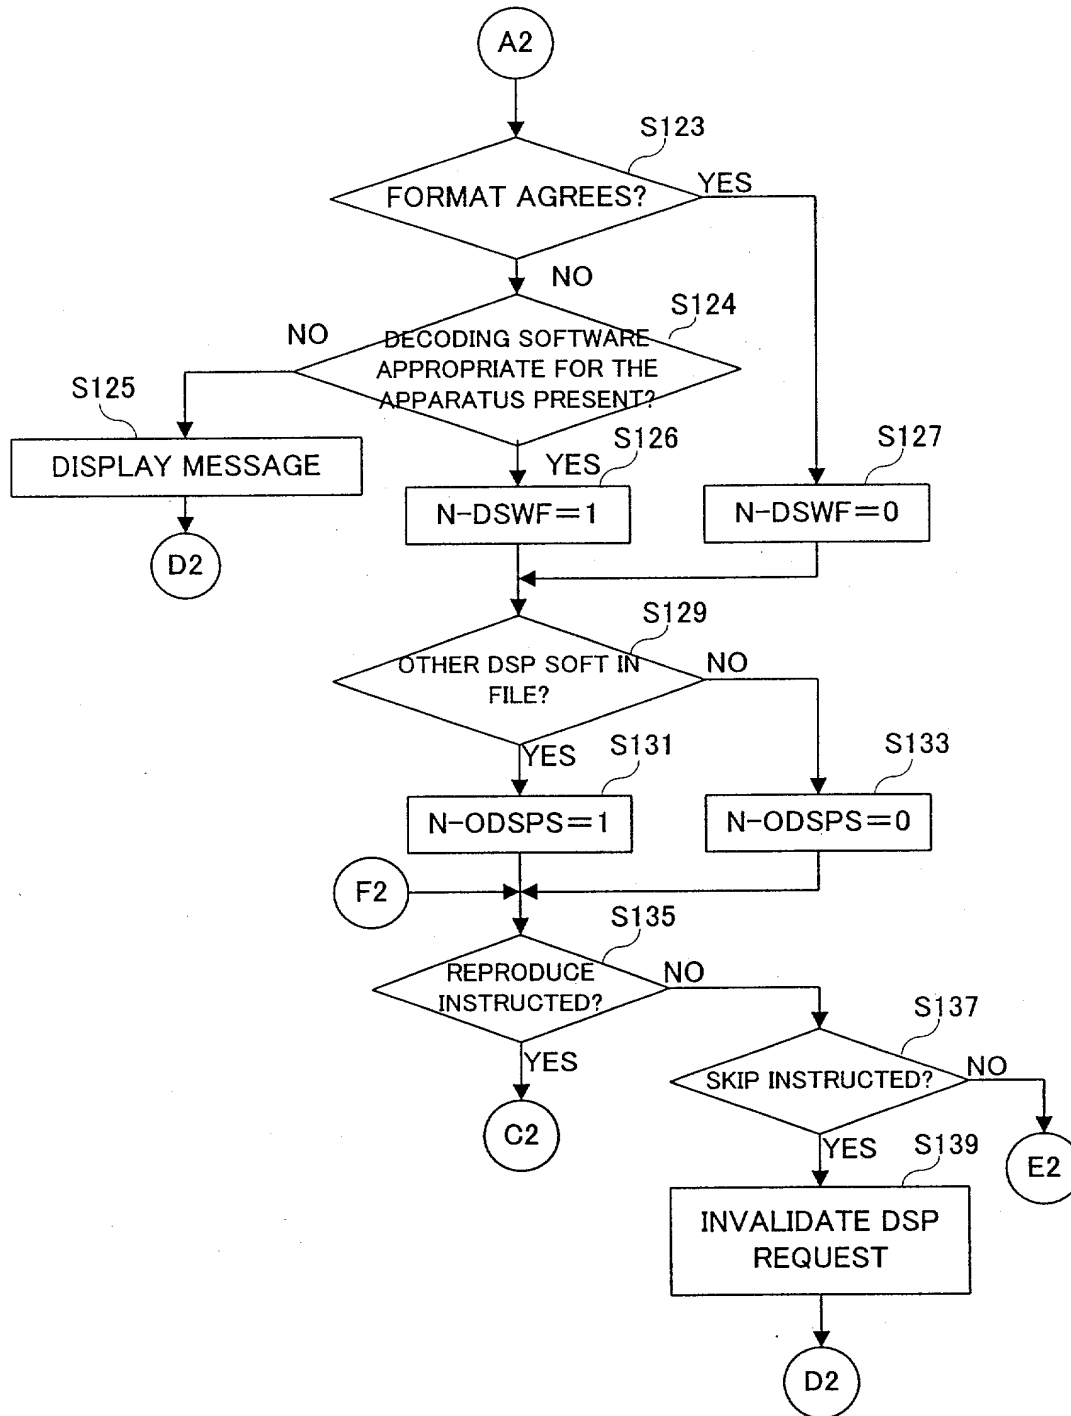 A2
S123
FORMAT AGREES?
YES
NO
S124
NO
DECODING SOFTWARE
APPROPRIATE FOR THE
APPARATUS PRESENT?
S125
DISPLAY MESSAGE
D2
YES
S126
N-DSWF=1
S127
N-DSWF=0
S129
OTHER DSP SOFT IN
FILE?
NO
YES
S131
N-ODSPS=1
S133
N-ODSPS=0
F2
S135
REPRODUCE
INSTRUCTED?
NO
YES
C2
S137
SKIP INSTRUCTED?
NO
E2
YES
S139
INVALIDATE DSP
REQUEST
D2